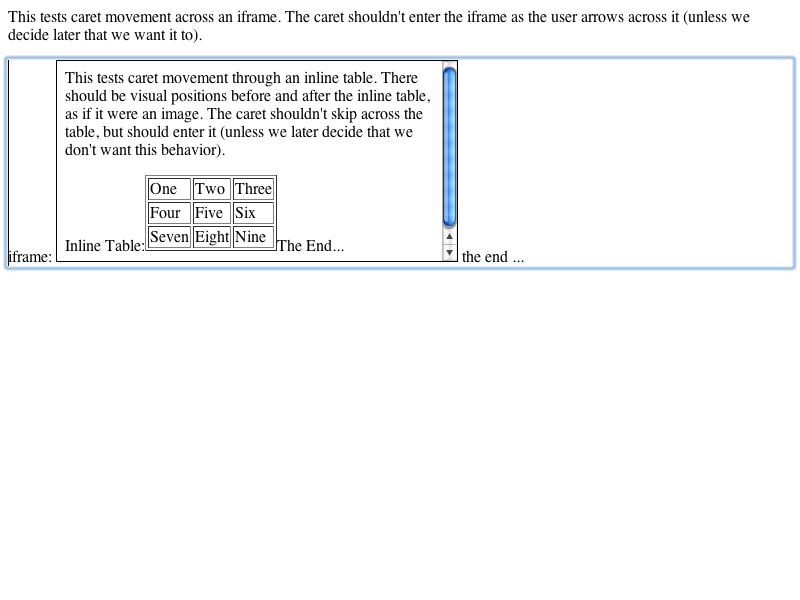 This tests caret movement across an iframe. The caret shouldn't enter the iframe as the user arrows across it (unless we
decide later that we want it to).
This tests caret movement through an inline table. There
should be visual positions before and after the inline table,
as if it were an image. The caret shouldn't skip across the
table, but should enter it (unless we later decide that we
don't want this behavior).
One Two Three
Four Five Six
Seven Eight Nine
Inline Table: The End...
iframe: the end ...